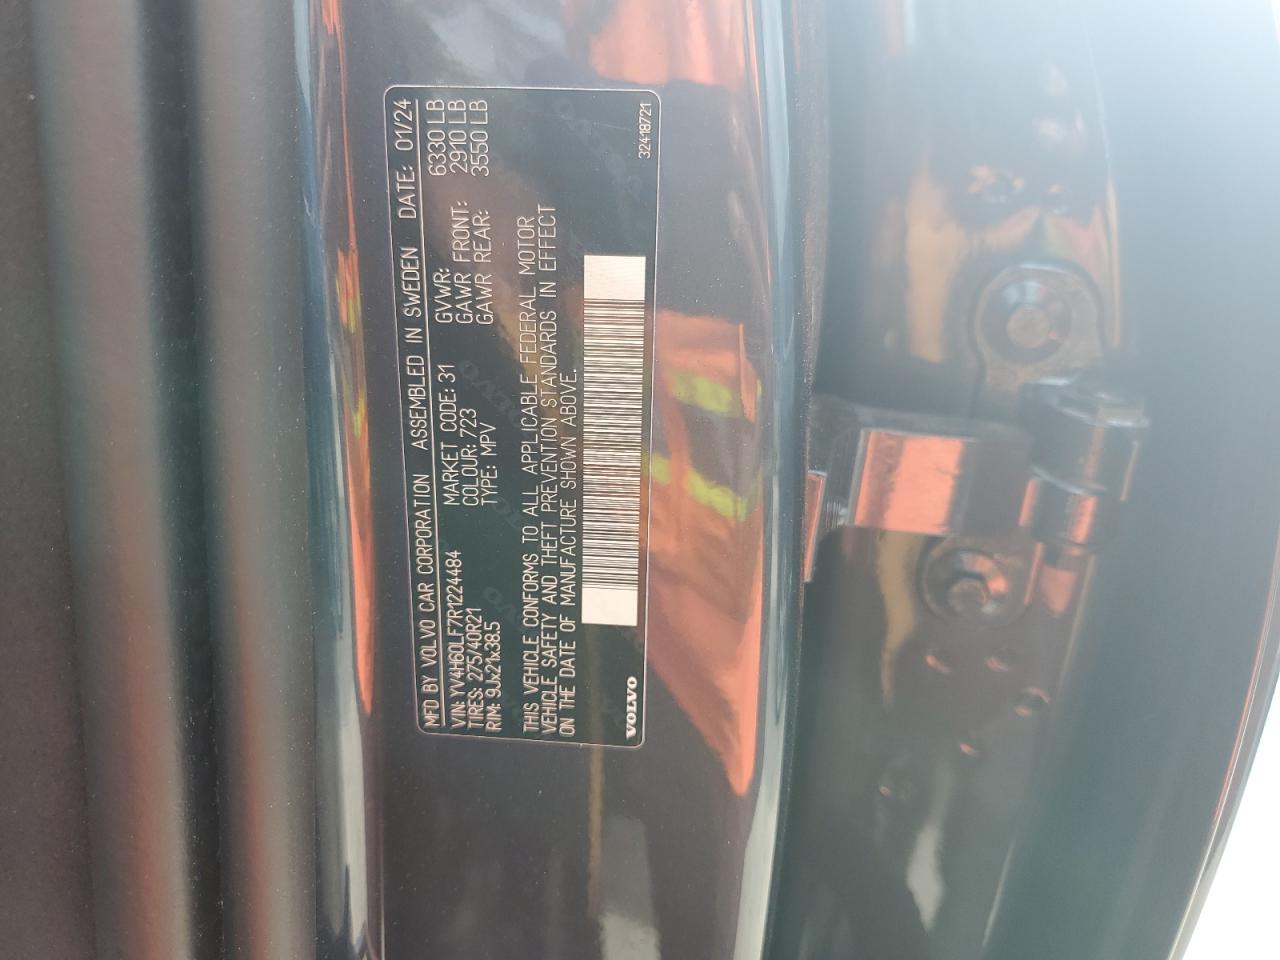 MFD BY VOLVO CAR CORPORATION ASSEMBLED IN SWEDEN DATE: 01/24
VIN: YV4H60LF7R1224484 MARKET CODE: 31 GVWR: 6330 LB
TIRES: 275/40R21 COLOUR: 723 GAWR FRONT: 2910 LB
RIM: 9Jx21x38.5 TYPE: MPV GAWR REAR: 3550 LB
THIS VEHICLE CONFORMS TO ALL APPLICABLE FEDERAL MOTOR
VEHICLE SAFETY AND THEFT PREVENTION STANDARDS IN EFFECT
ON THE DATE OF MANUFACTURE SHOWN ABOVE.
VOLVO 32418721